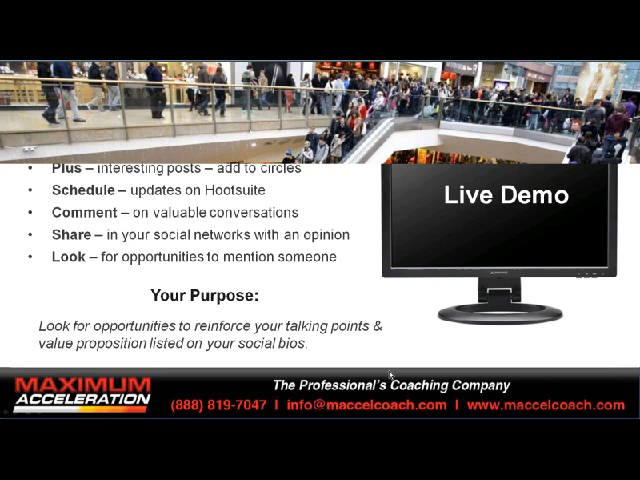 • Plus – interesting posts – add to circles
• Schedule – updates on Hootsuite
• Comment – on valuable conversations
• Share – in your social networks with an opinion
• Look – for opportunities to mention someone
Live Demo
Your Purpose:
Look for opportunities to reinforce your talking points &
value proposition listed on your social bios.
MAXIMUM
ACCELERATION
The Professional's Coaching Company
(888) 819-7047 I info@maccelcoach.com I www.maccelcoach.com